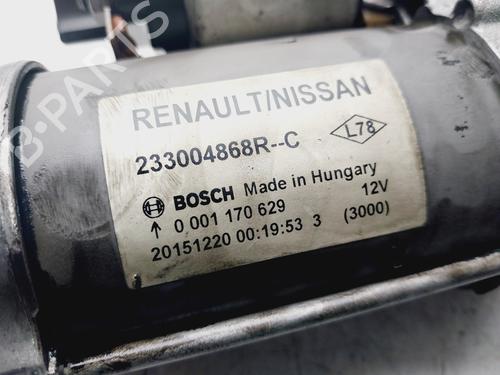 RENAULT/NISSAN
233004868R--C
L78
BOSCH Made in Hungary
0 001 170 629 12V
20151220 00:19:53 3 (3000)
B-PARTS